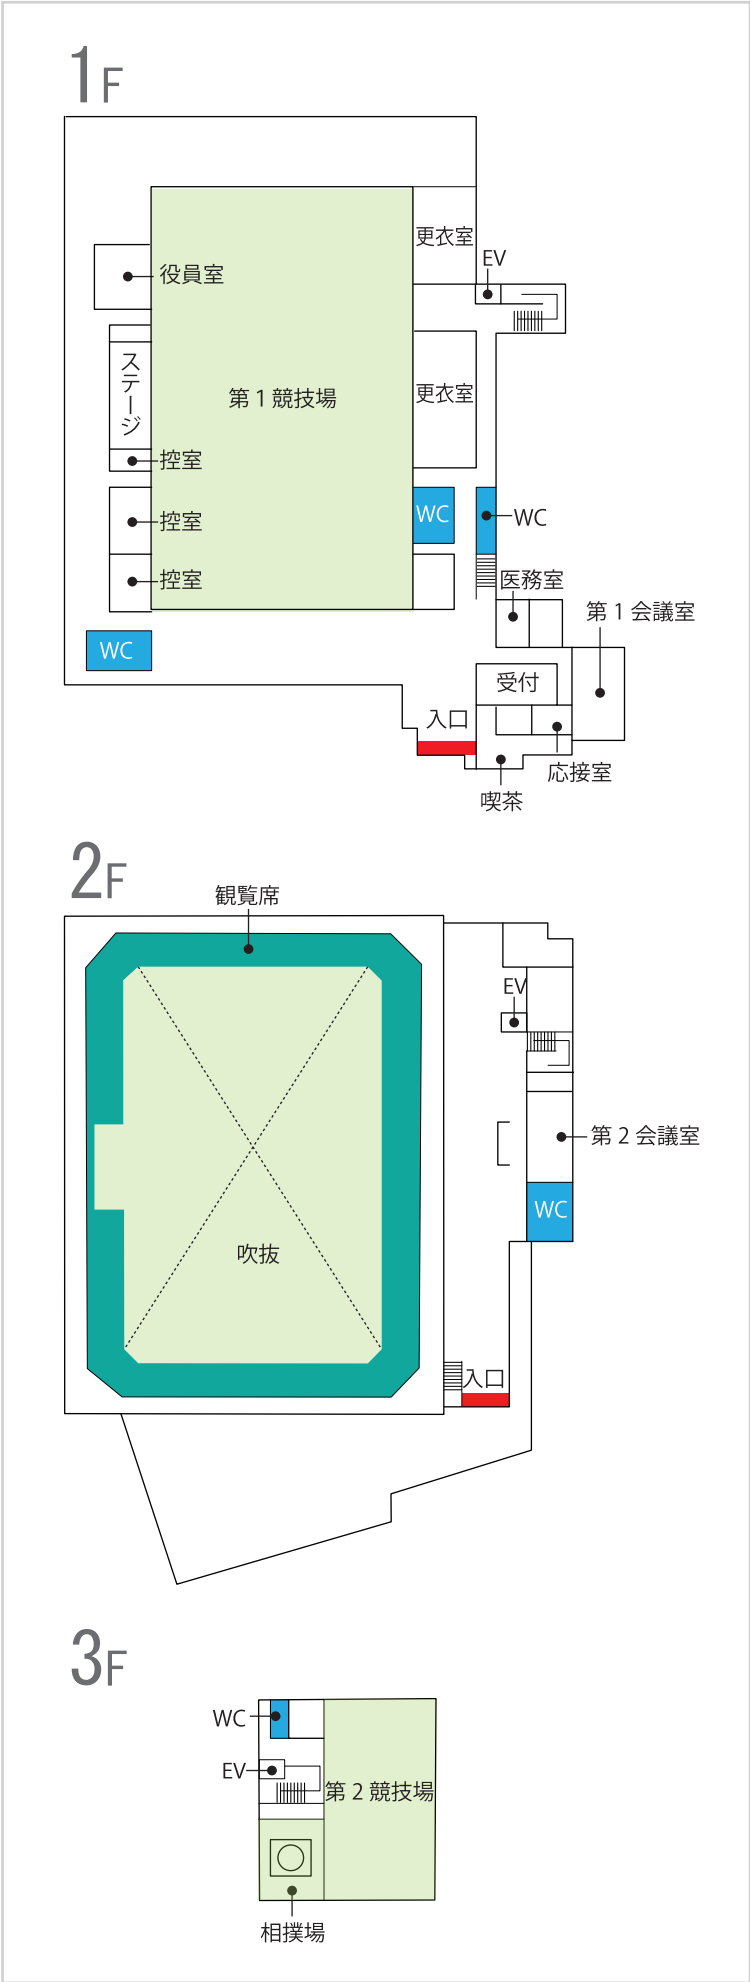 1F
更衣室
EV
役員室
ステージ
第1競技場
更衣室
控室
控室
控室
WC
WC
WC
医務室
第1会議室
受付
入口
応接室
喫茶
2F
観覧席
EV
第2会議室
WC
吹抜
入口
3F
WC
EV
第2競技場
相撲場